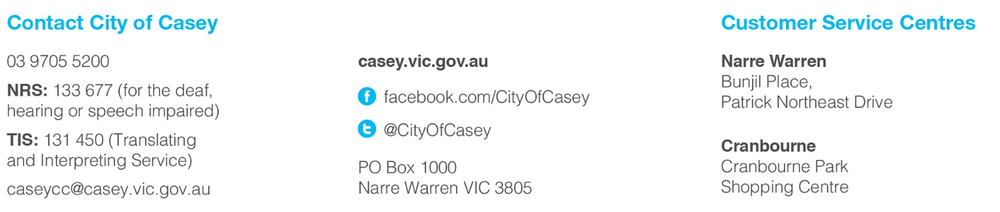 Contact City of Casey
03 9705 5200
NRS: 133 677 (for the deaf,
hearing or speech impaired)
TIS: 131 450 (Translating
and Interpreting Service)
caseycc@casey.vic.gov.au
casey.vic.gov.au
facebook.com/CityOfCasey
@CityOfCasey
PO Box 1000
Narre Warren VIC 3805
Customer Service Centres
Narre Warren
Bunjil Place,
Patrick Northeast Drive
Cranbourne
Cranbourne Park
Shopping Centre